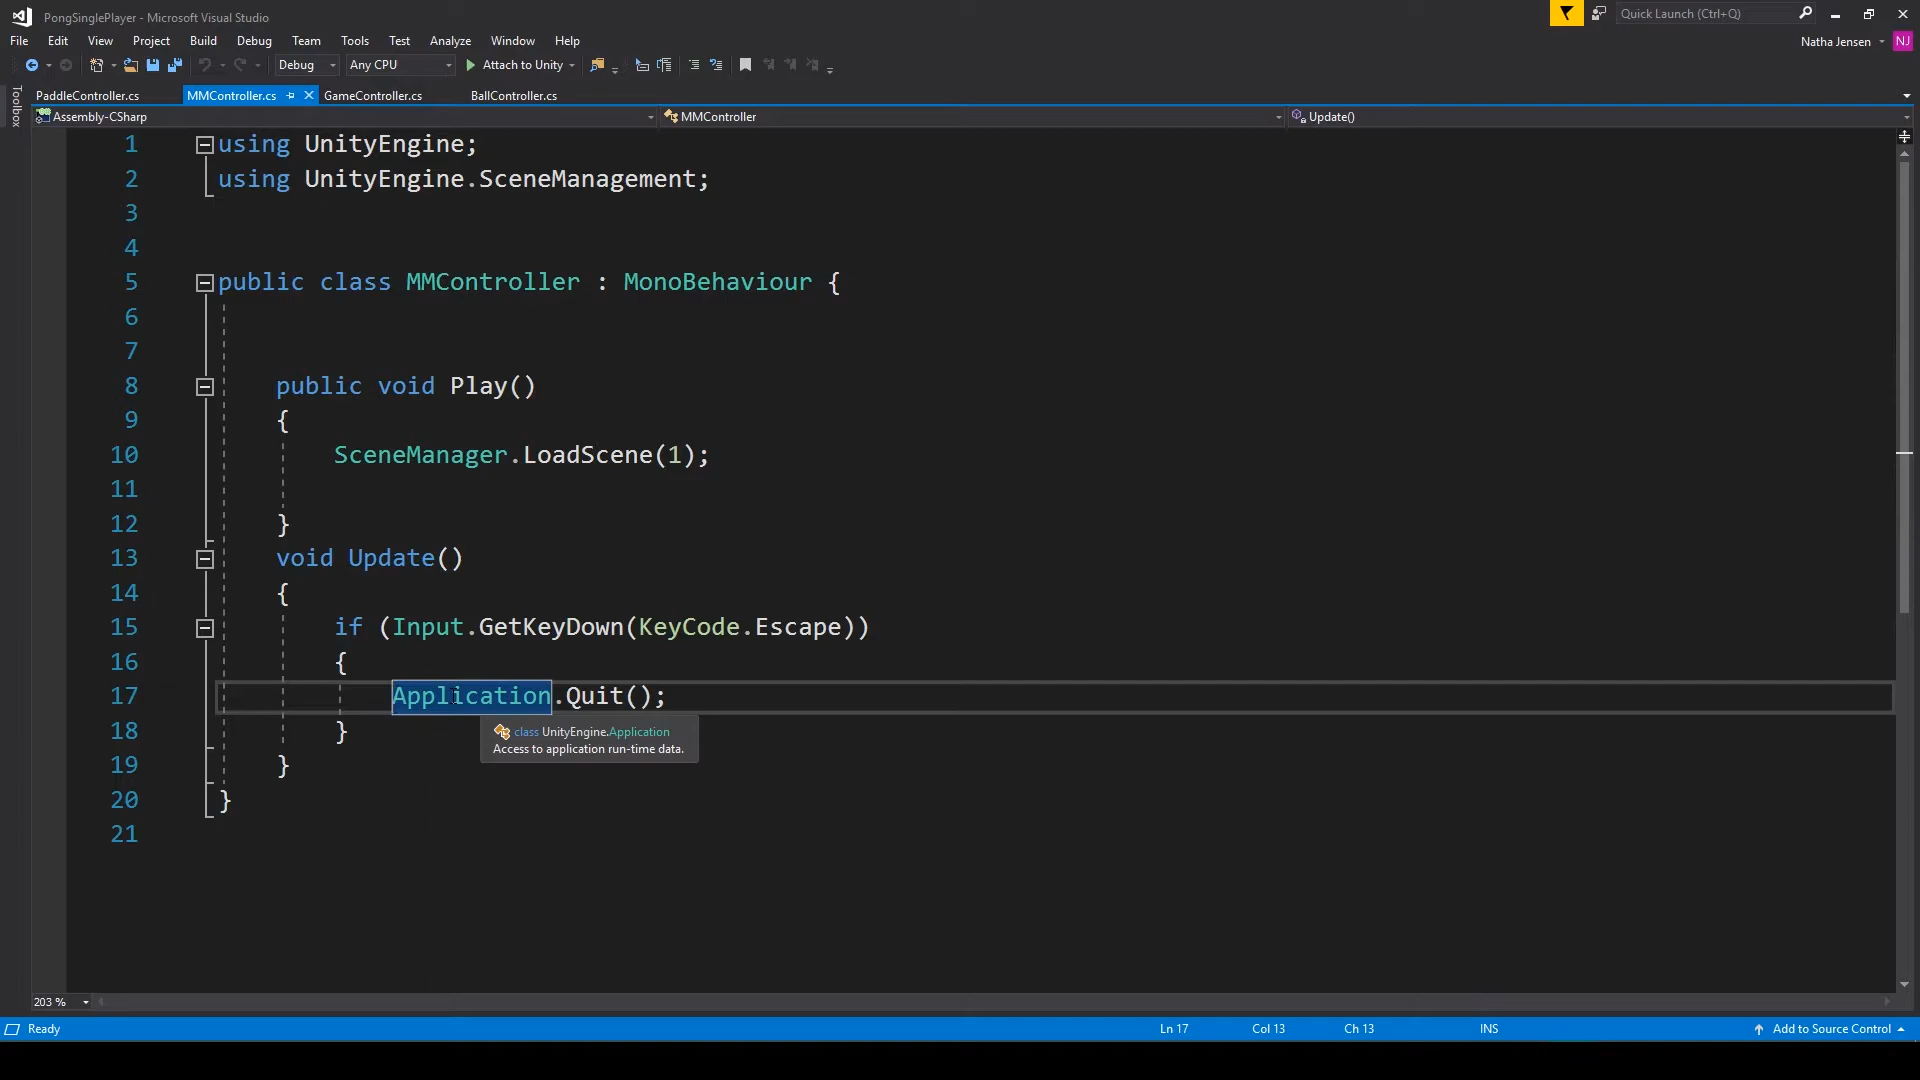 PongSinglePlayer - Microsoft Visual Studio
Quick Launch (Ctrl+Q)
File Edit View Project Build Debug Team Tools Test Analyze Window Help
Natha Jensen NJ
Debug Any CPU Attach to Unity
Toolbox
PaddleController.cs MMController.cs GameController.cs BallController.cs
Assembly-CSharp MMController Update()
1 using UnityEngine;
2 using UnityEngine.SceneManagement;
3
4
5 public class MMController : MonoBehaviour {
6
7
8 public void Play()
9 {
10 SceneManager.LoadScene(1);
11
12 }
13 void Update()
14 {
15 if (Input.GetKeyDown(KeyCode.Escape))
16 {
17 Application.Quit();
18 }
class UnityEngine.Application
Access to application run-time data.
19 }
20 }
21
203 %
Ready Ln 17 Col 13 Ch 13 INS Add to Source Control